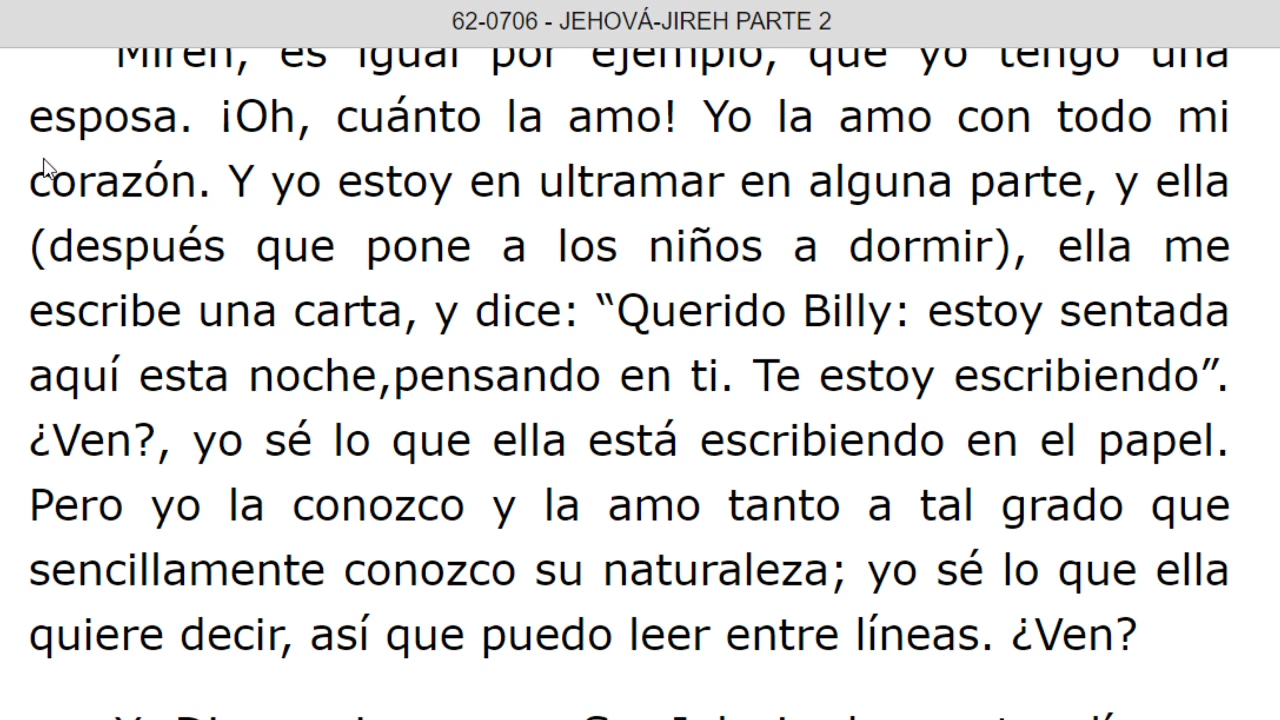 62-0706 - JEHOVÁ-JIREH PARTE 2
Miren, es igual por ejemplo, que yo tengo una
esposa. ¡Oh, cuánto la amo! Yo la amo con todo mi
corazón. Y yo estoy en ultramar en alguna parte, y ella
(después que pone a los niños a dormir), ella me
escribe una carta, y dice: “Querido Billy: estoy sentada
aquí esta noche,pensando en ti. Te estoy escribiendo”.
¿Ven?, yo sé lo que ella está escribiendo en el papel.
Pero yo la conozco y la amo tanto a tal grado que
sencillamente conozco su naturaleza; yo sé lo que ella
quiere decir, así que puedo leer entre líneas. ¿Ven?